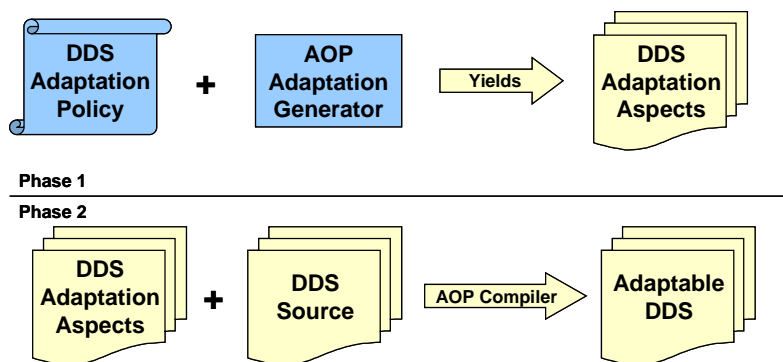 DDS
Adaptation
Policy
+
AOP
Adaptation
Generator
Yields
DDS
Adaptation
Aspects
Phase 1
Phase 2
DDS
Adaptation
Aspects
+
DDS
Source
AOP Compiler
Adaptable
DDS